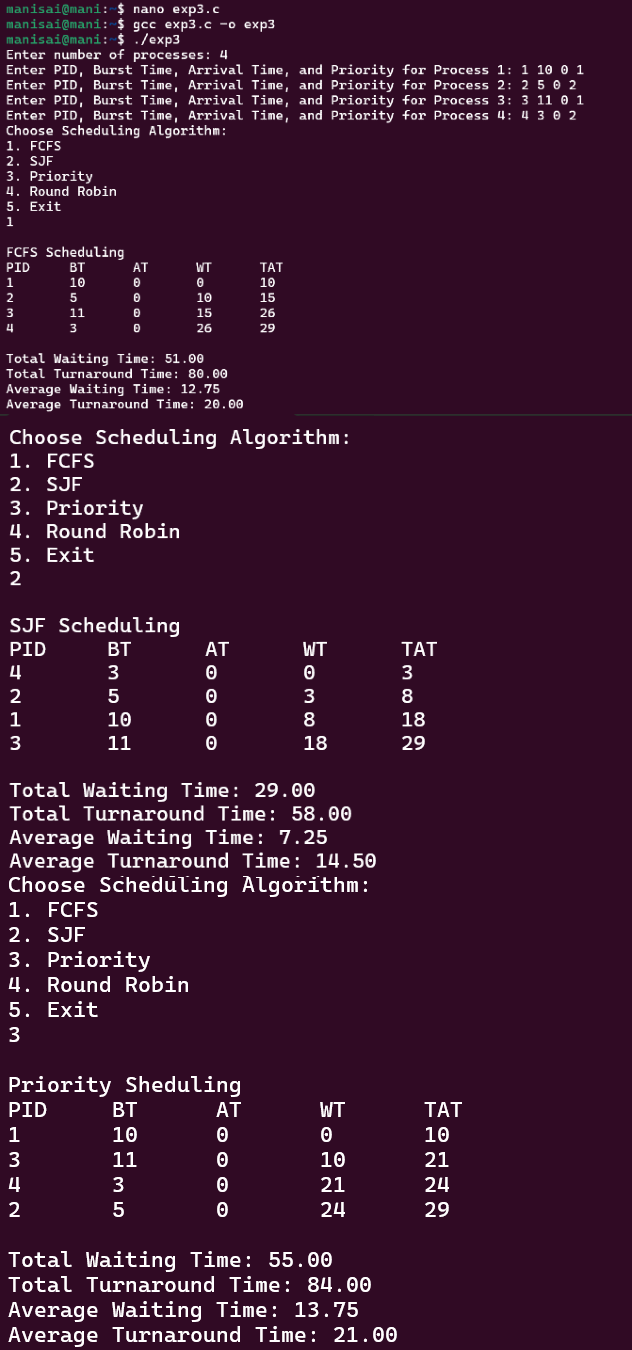 manisai@mani:~$ nano exp3.c
manisai@mani:~$ gcc exp3.c -o exp3
manisai@mani:~$ ./exp3
Enter number of processes: 4
Enter PID, Burst Time, Arrival Time, and Priority for Process 1: 1 10 0 1
Enter PID, Burst Time, Arrival Time, and Priority for Process 2: 2 5 0 2
Enter PID, Burst Time, Arrival Time, and Priority for Process 3: 3 11 0 1
Enter PID, Burst Time, Arrival Time, and Priority for Process 4: 4 3 0 2
Choose Scheduling Algorithm:
1. FCFS
2. SJF
3. Priority
4. Round Robin
5. Exit
1
FCFS Scheduling
PID BT AT WT TAT
1 10 0 0 10
2 5 0 10 15
3 11 0 15 26
4 3 0 26 29
Total Waiting Time: 51.00
Total Turnaround Time: 80.00
Average Waiting Time: 12.75
Average Turnaround Time: 20.00
Choose Scheduling Algorithm:
1. FCFS
2. SJF
3. Priority
4. Round Robin
5. Exit
2
SJF Scheduling
PID BT AT WT TAT
4 3 0 0 3
2 5 0 3 8
1 10 0 8 18
3 11 0 18 29
Total Waiting Time: 29.00
Total Turnaround Time: 58.00
Average Waiting Time: 7.25
Average Turnaround Time: 14.50
Choose Scheduling Algorithm:
1. FCFS
2. SJF
3. Priority
4. Round Robin
5. Exit
3
Priority Sheduling
PID BT AT WT TAT
1 10 0 0 10
3 11 0 10 21
4 3 0 21 24
2 5 0 24 29
Total Waiting Time: 55.00
Total Turnaround Time: 84.00
Average Waiting Time: 13.75
Average Turnaround Time: 21.00